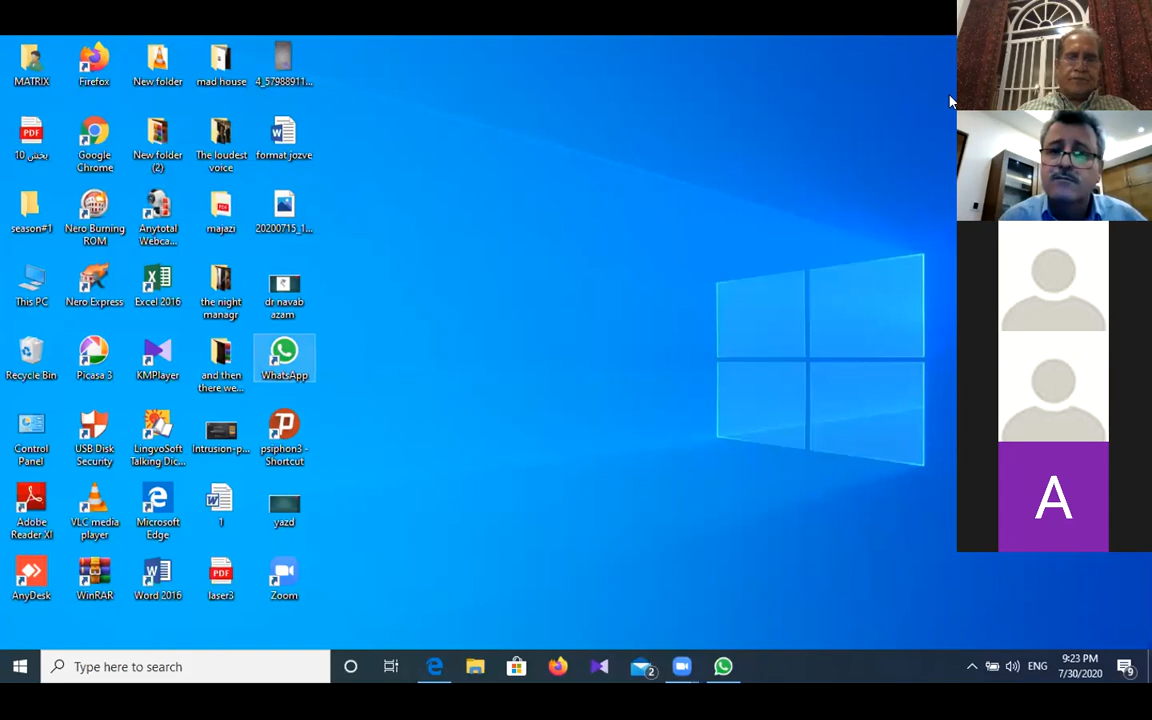 MATRIX
Firefox
New folder
mad house
4_57988911...
PDF
بخش 10
Google
Chrome
New folder
(2)
The loudest
voice
format.jozve
season#1
Nero Burning
ROM
Anytotal
Webca...
majazi
20200715_1...
This PC
Nero Express
Excel 2016
the night
managr
dr navab
azam
Recycle Bin
Picasa 3
KMPlayer
and then
there we...
WhatsApp
Control
Panel
USB Disk
Security
LingvoSoft
Talking Dic...
Intrusion-p...
psiphon3 -
Shortcut
Adobe
Reader XI
VLC media
player
Microsoft
Edge
1
yazd
AnyDesk
WinRAR
Word 2016
PDF
laser3
Zoom
A
Type here to search
2
ENG
9:23 PM
7/30/2020
9